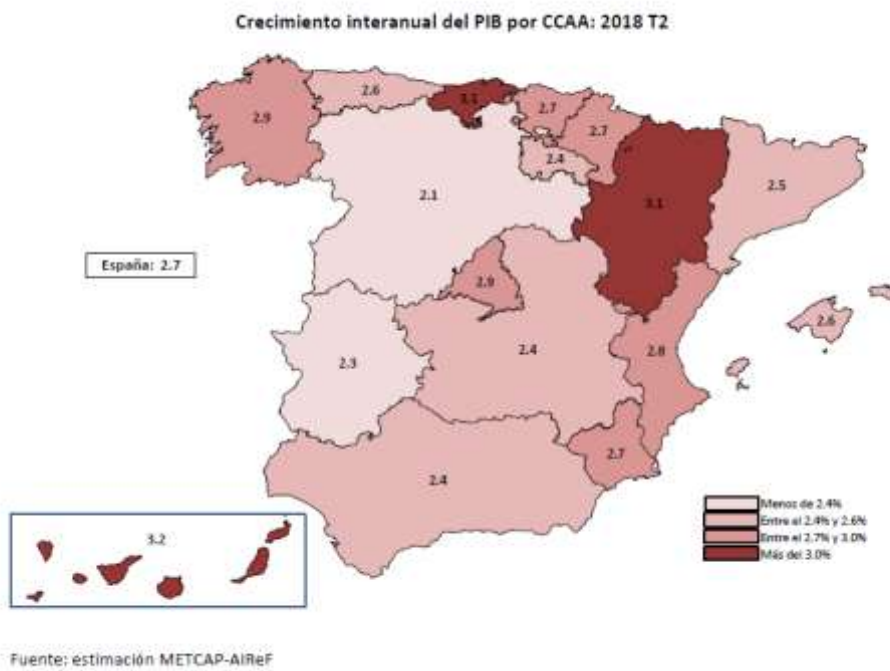 Crecimiento interanual del PIB por CCAA: 2018 T2
2.6
3.1
2.7
2.9
2.7
2.4
2.5
2.1
3.1
España: 2.7
2.9
2.6
2.4
2.8
2.3
2.7
2.4
Menos de 2.4%
Entre el 2.4% y 2.6%
Entre el 2.7% y 3.0%
Más del 3.0%
3.2
Fuente: estimación METCAP-AIReF